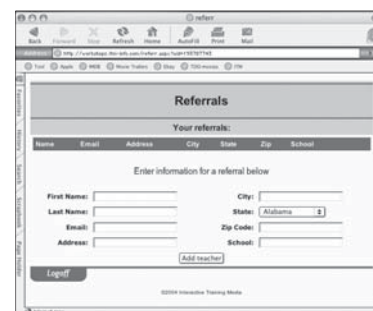 referr
Back Forward Stop Refresh Home AutoFill Print Mail
Favorites
History
Search
Scrapbook
Page Holder
Referrals
Your referrals:
Name Email Address City State Zip School
Enter information for a referral below
First Name: City:
Last Name: State: Alabama
Email: Zip Code:
Address: School:
Add teacher
Logoff
©2004 Interactive Training Media